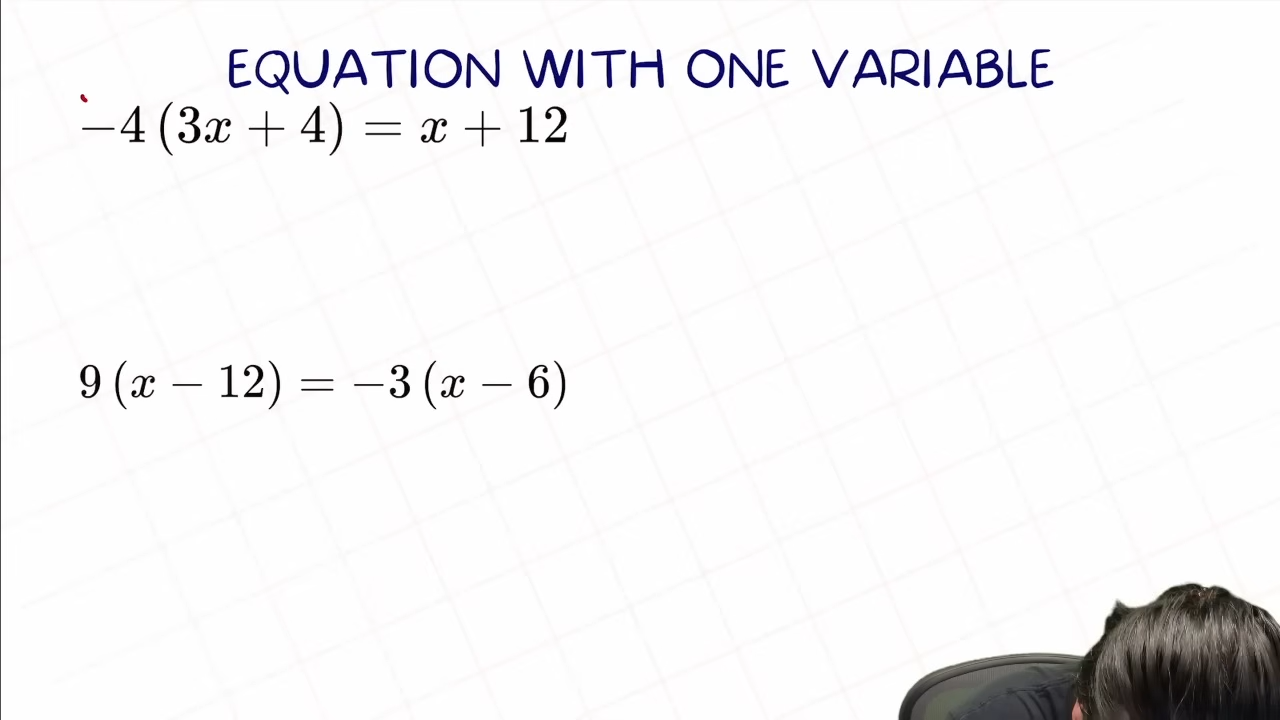 EQUATION WITH ONE VARIABLE
−4 (3x + 4) = x + 12
9 (x − 12) = −3 (x − 6)